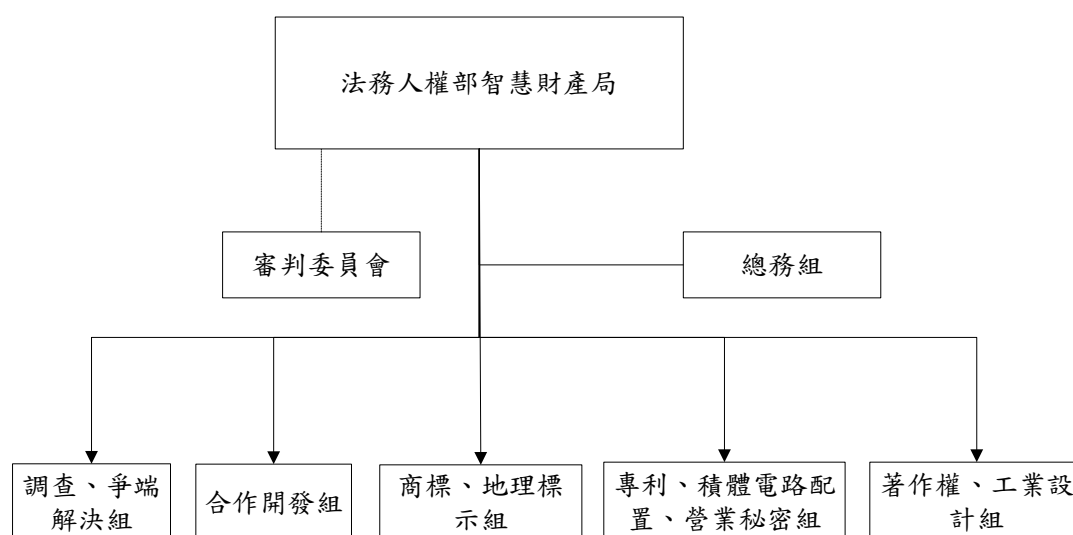 法務人權部智慧財產局
審判委員會
總務組
調查、爭端
解決組
合作開發組
商標、地理標
示組
專利、積體電路配
置、營業秘密組
著作權、工業設
計組